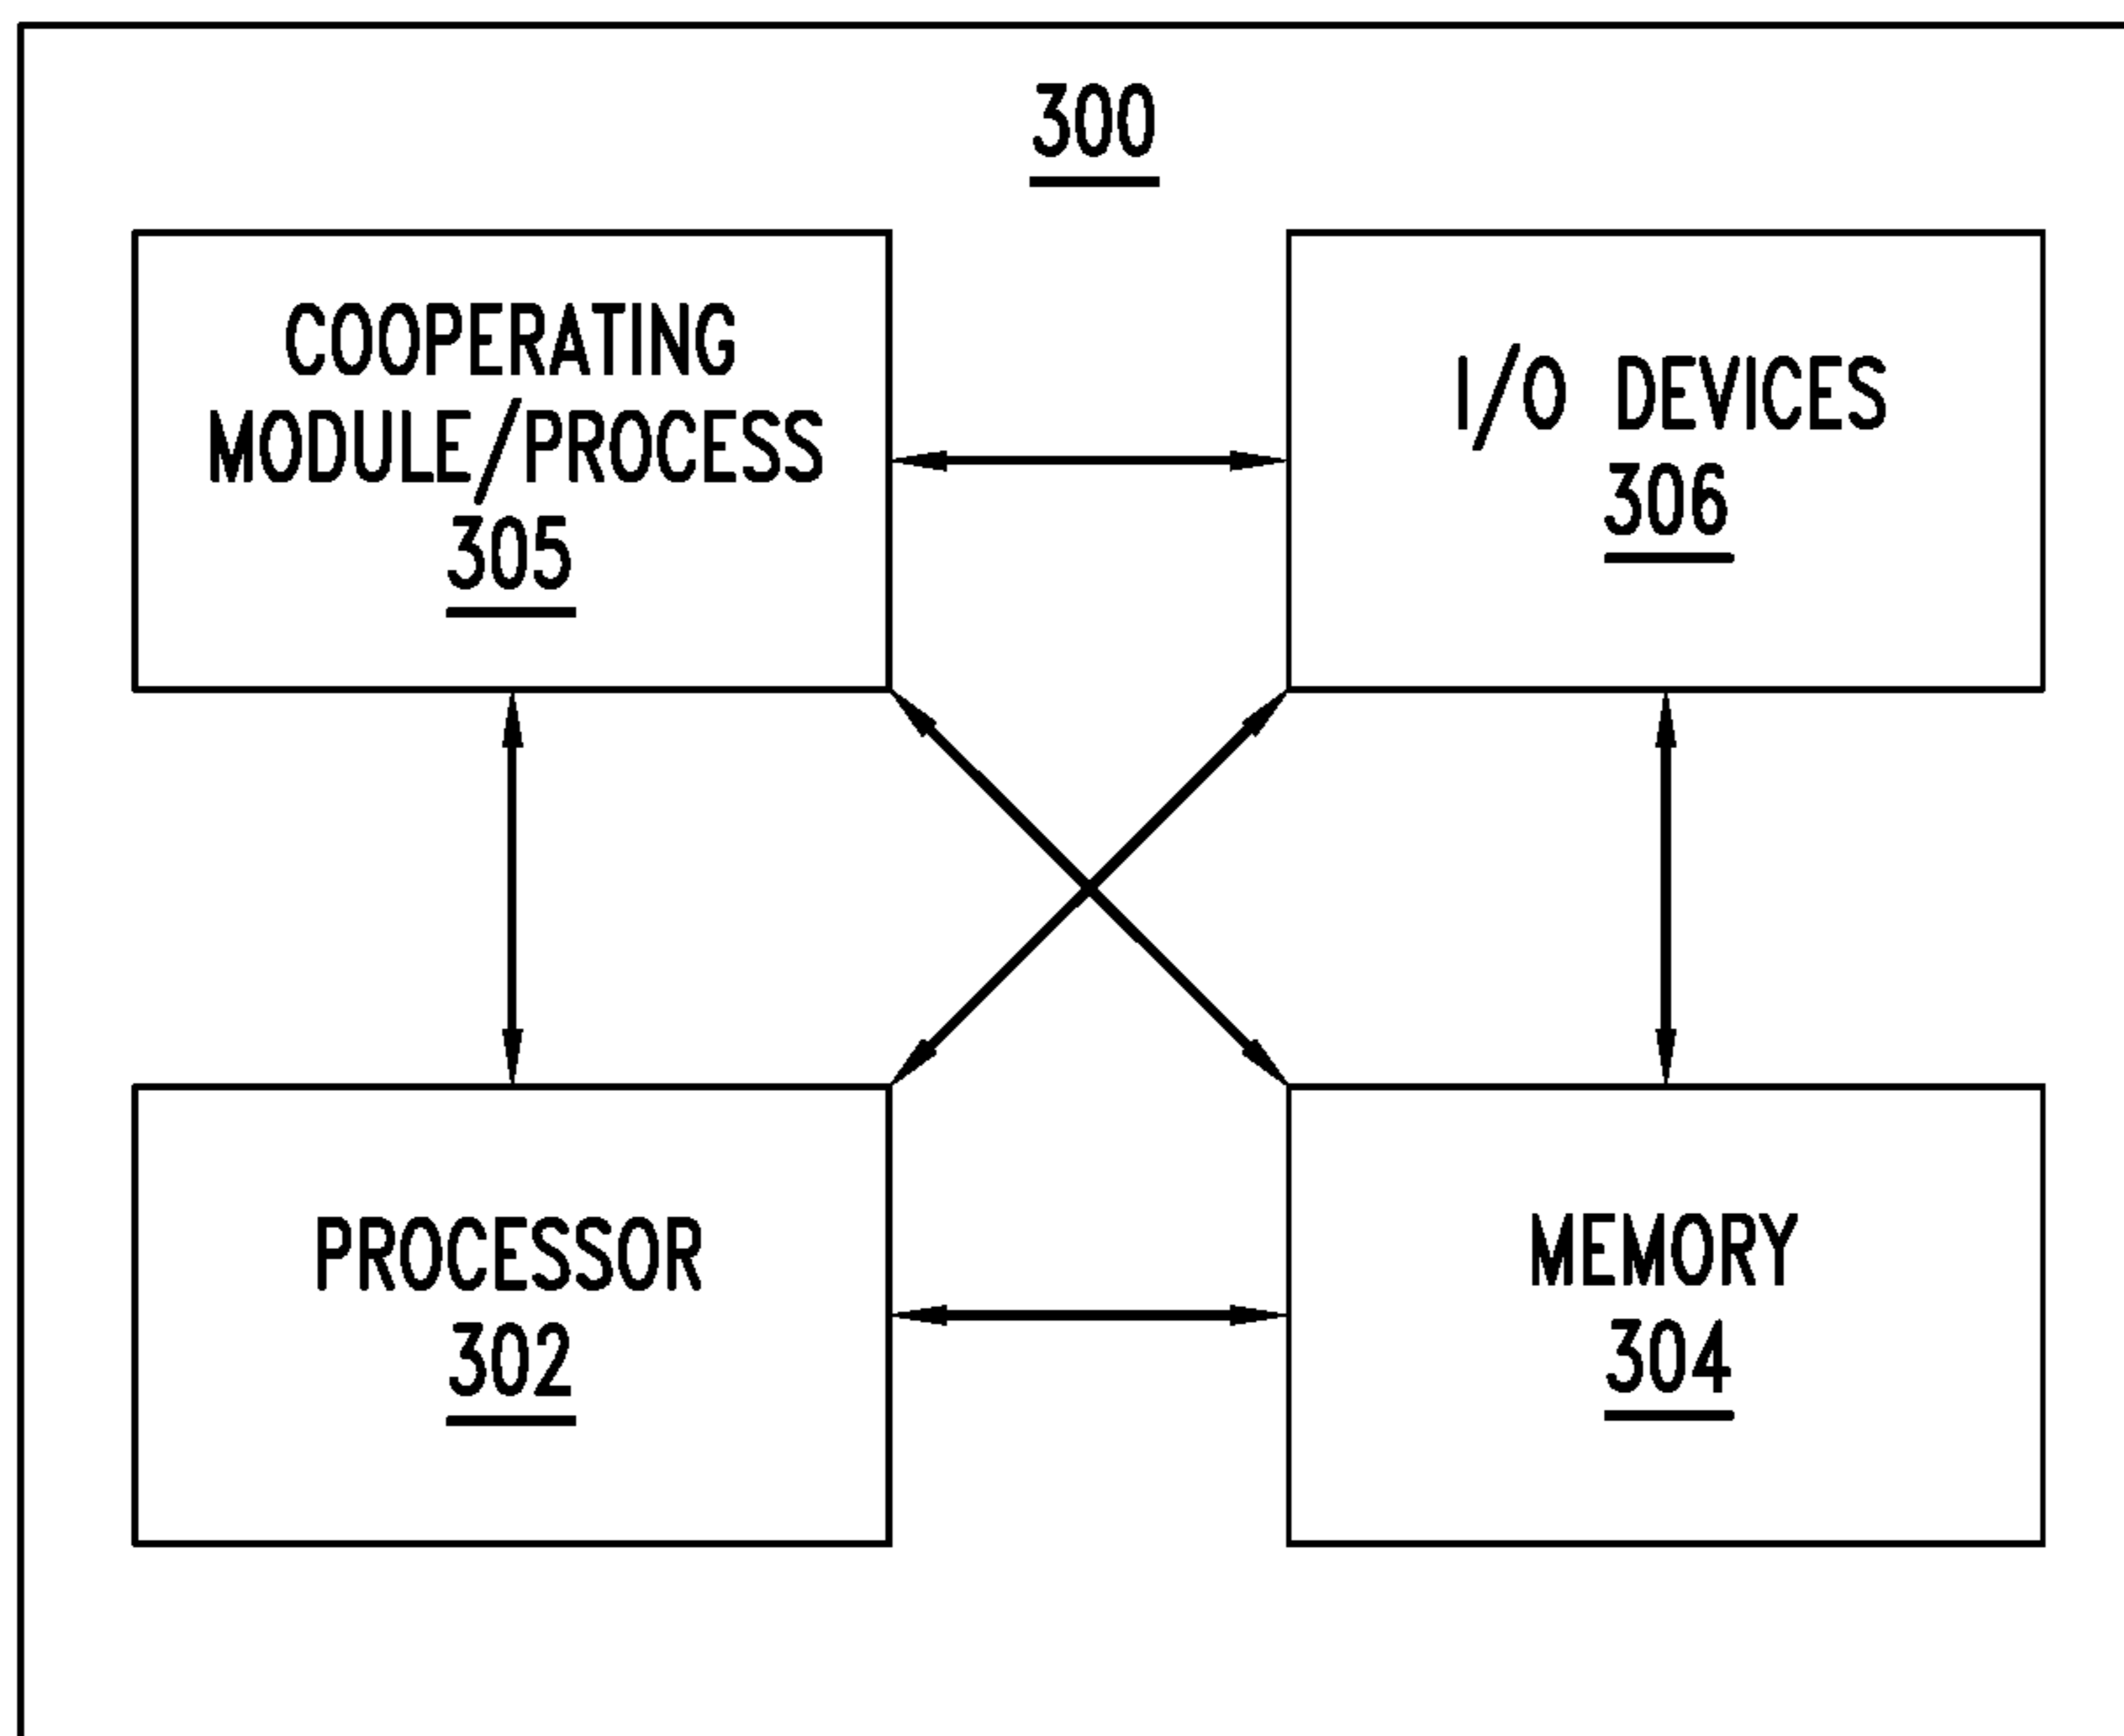 300
COOPERATING
MODULE/PROCESS
305
I/O DEVICES
306
PROCESSOR
302
MEMORY
304